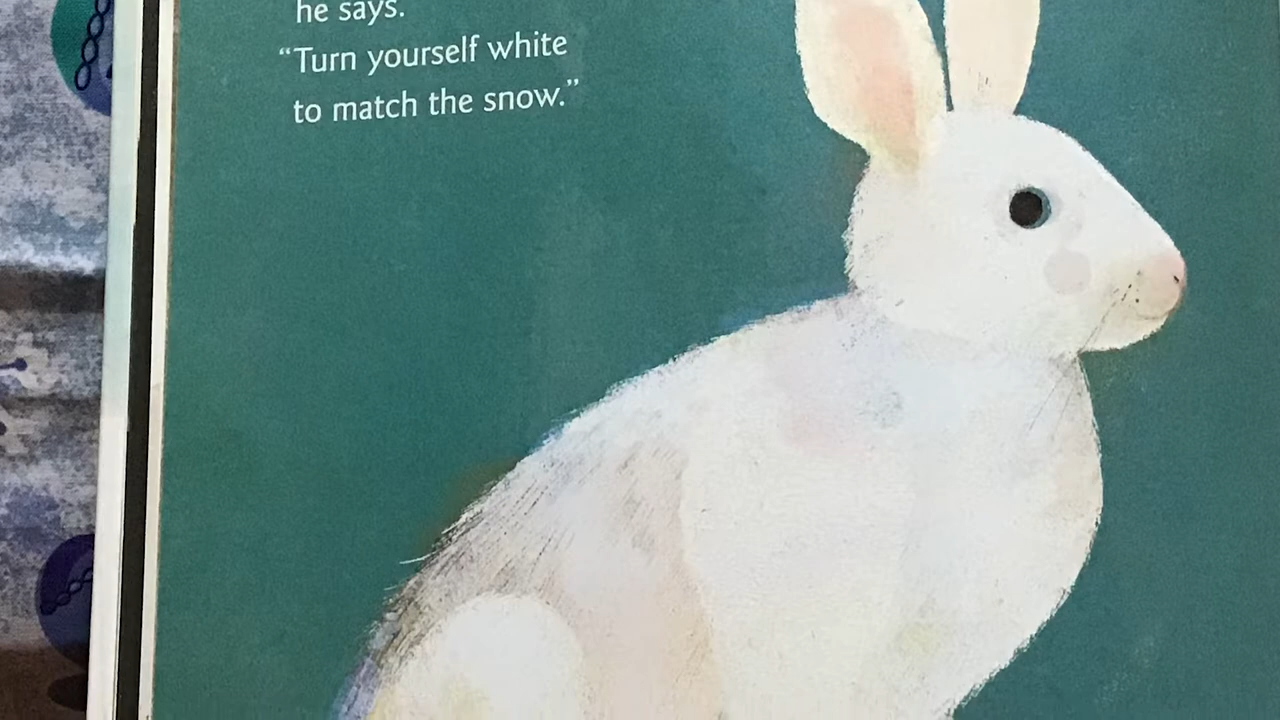 he says.
“Turn yourself white
to match the snow.”